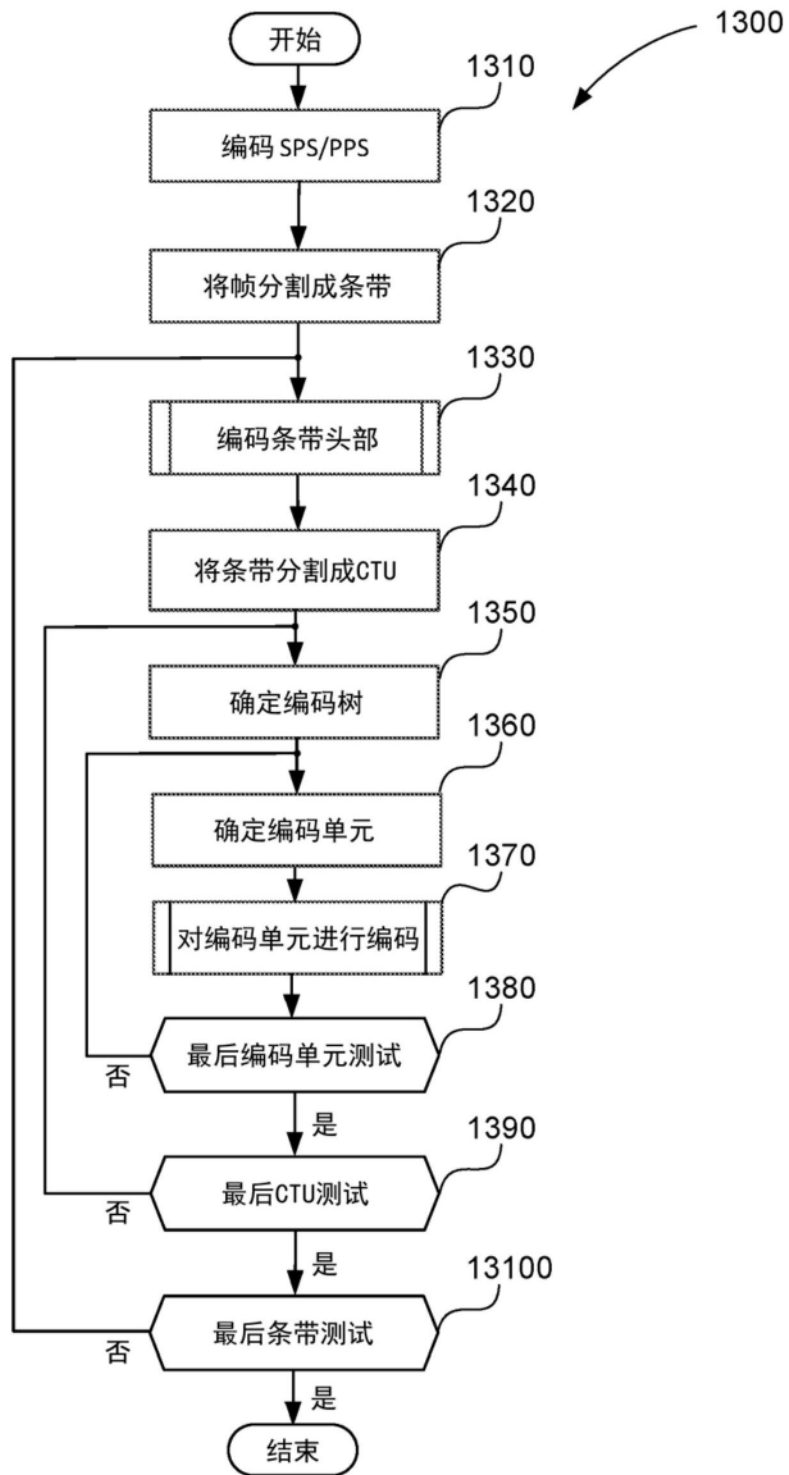 开始
1300
1310
编码 SPS/PPS
1320
将帧分割成条带
1330
编码条带头部
1340
将条带分割成CTU
1350
确定编码树
1360
确定编码单元
1370
对编码单元进行编码
1380
最后编码单元测试
否
是
1390
最后CTU测试
否
是
13100
最后条带测试
否
是
结束